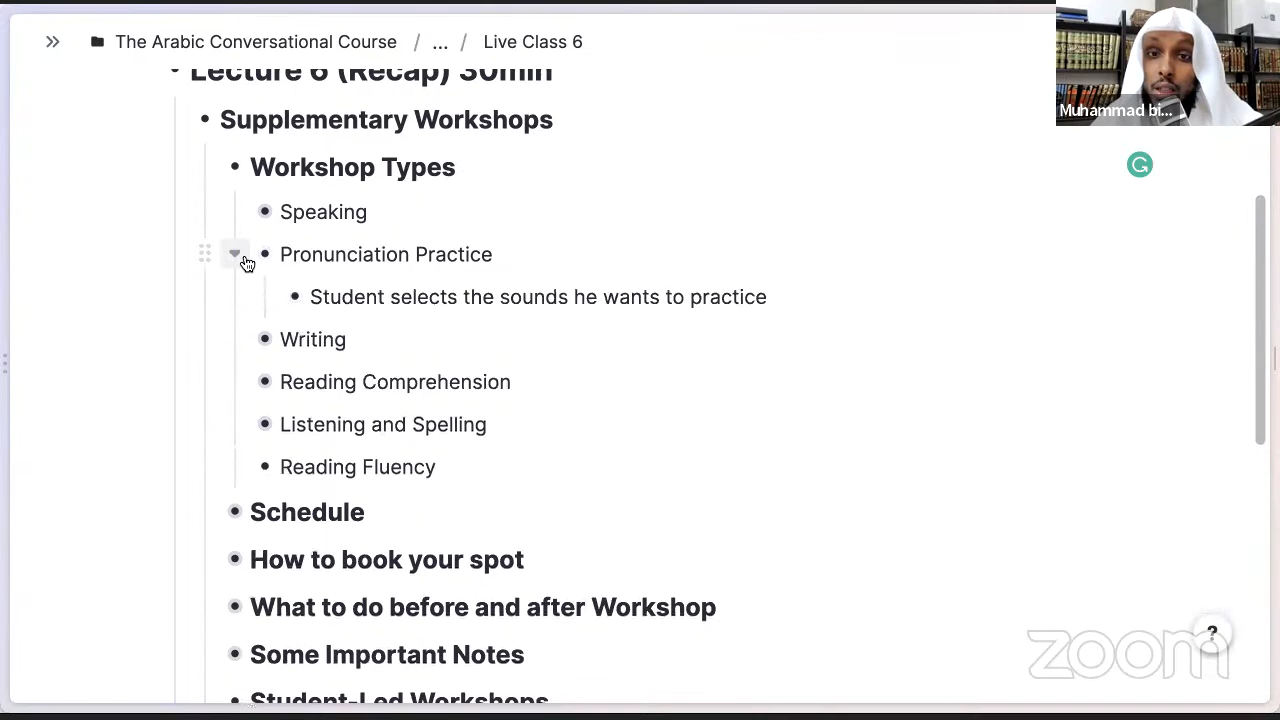 The Arabic Conversational Course / ... / Live Class 6
Muhammad bi...
Lecture 6 (Recap) 30min
Supplementary Workshops
Workshop Types
Speaking
Pronunciation Practice
Student selects the sounds he wants to practice
Writing
Reading Comprehension
Listening and Spelling
Reading Fluency
Schedule
How to book your spot
What to do before and after Workshop
Some Important Notes
?
zoom
Student-Led Workshops